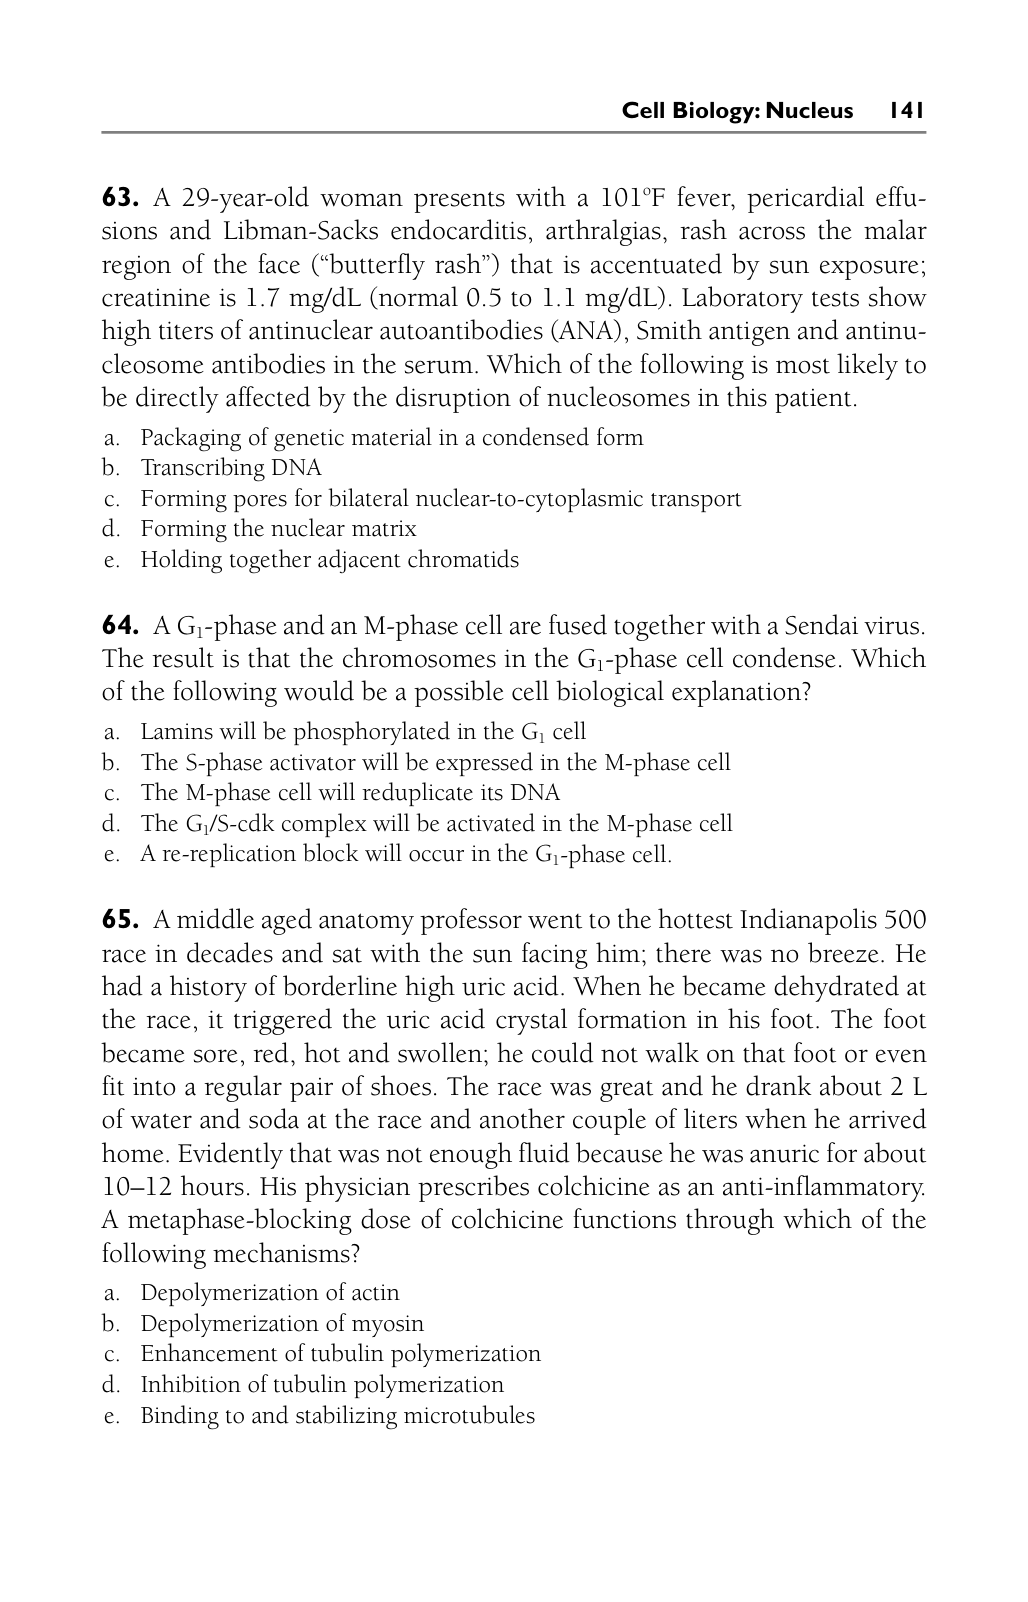 Cell Biology: Nucleus 141
63. A 29-year-old woman presents with a 101ºF fever, pericardial effu-
sions and Libman-Sacks endocarditis, arthralgias, rash across the malar
region of the face (“butterfly rash”) that is accentuated by sun exposure;
creatinine is 1.7 mg/dL (normal 0.5 to 1.1 mg/dL). Laboratory tests show
high titers of antinuclear autoantibodies (ANA), Smith antigen and antinu-
cleosome antibodies in the serum. Which of the following is most likely to
be directly affected by the disruption of nucleosomes in this patient.
a. Packaging of genetic material in a condensed form
b. Transcribing DNA
c. Forming pores for bilateral nuclear-to-cytoplasmic transport
d. Forming the nuclear matrix
e. Holding together adjacent chromatids
64. A G₁-phase and an M-phase cell are fused together with a Sendai virus.
The result is that the chromosomes in the G₁-phase cell condense. Which
of the following would be a possible cell biological explanation?
a. Lamins will be phosphorylated in the G₁ cell
b. The S-phase activator will be expressed in the M-phase cell
c. The M-phase cell will reduplicate its DNA
d. The G₁/S-cdk complex will be activated in the M-phase cell
e. A re-replication block will occur in the G₁-phase cell.
65. A middle aged anatomy professor went to the hottest Indianapolis 500
race in decades and sat with the sun facing him; there was no breeze. He
had a history of borderline high uric acid. When he became dehydrated at
the race, it triggered the uric acid crystal formation in his foot. The foot
became sore, red, hot and swollen; he could not walk on that foot or even
fit into a regular pair of shoes. The race was great and he drank about 2 L
of water and soda at the race and another couple of liters when he arrived
home. Evidently that was not enough fluid because he was anuric for about
10–12 hours. His physician prescribes colchicine as an anti-inflammatory.
A metaphase-blocking dose of colchicine functions through which of the
following mechanisms?
a. Depolymerization of actin
b. Depolymerization of myosin
c. Enhancement of tubulin polymerization
d. Inhibition of tubulin polymerization
e. Binding to and stabilizing microtubules